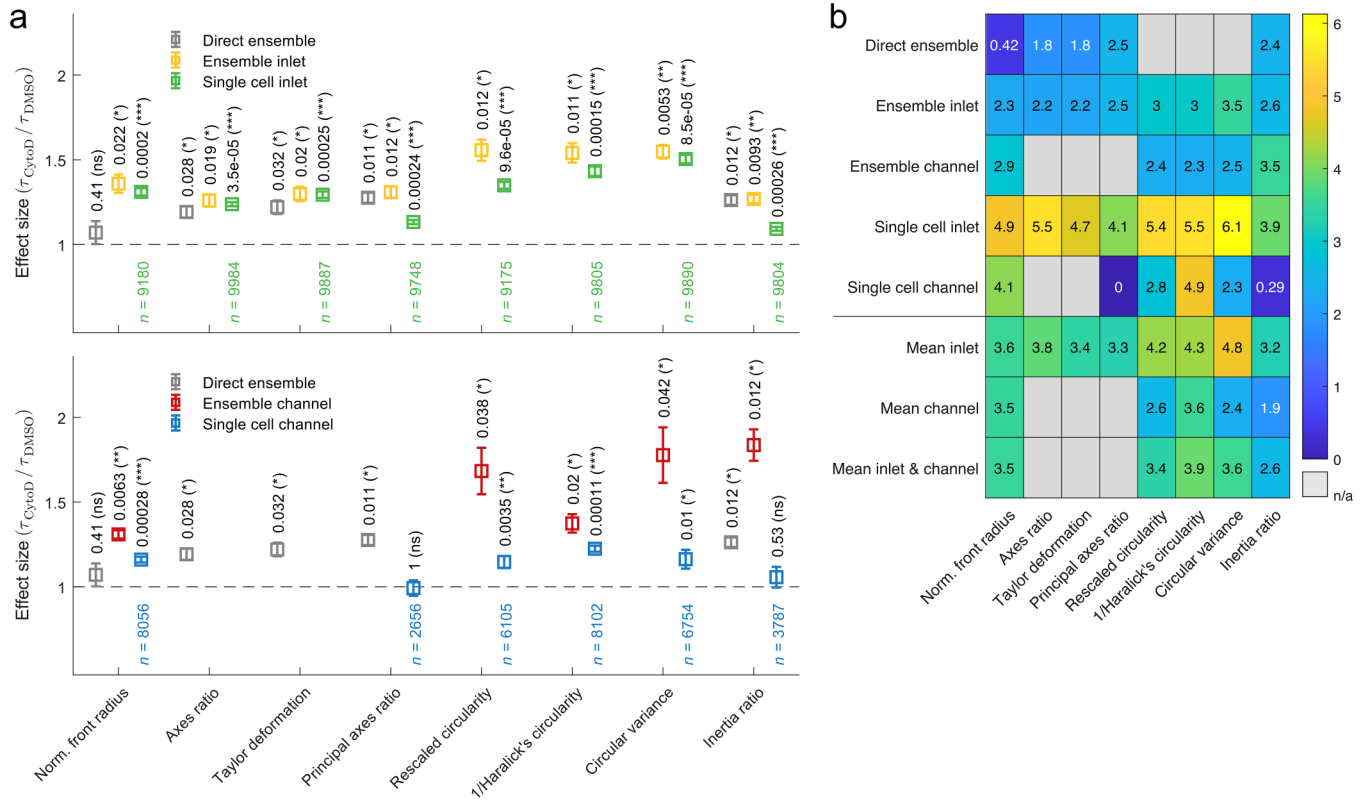 a
Effect size (τCytoD / τDMSO)
2
1.5
1
Direct ensemble
Ensemble inlet
Single cell inlet
0.41 (ns)
0.022 (*)
0.0002 (***)
0.028 (*)
0.019 (*)
3.5e-05 (***)
0.032 (*)
0.02 (*)
0.00025 (***)
0.011 (*)
0.012 (*)
0.00024 (***)
0.012 (*)
9.6e-05 (***)
0.011 (*)
0.00015 (***)
0.0053 (**)
8.5e-05 (***)
0.012 (*)
0.0093 (**)
0.00026 (***)
n = 9180
n = 9984
n = 9887
n = 9748
n = 9175
n = 9805
n = 9890
n = 9804
Effect size (τCytoD / τDMSO)
2
1.5
1
Direct ensemble
Ensemble channel
Single cell channel
0.41 (ns)
0.0063 (**)
0.00028 (***)
0.028 (*)
0.032 (*)
0.011 (*)
1 (ns)
0.038 (*)
0.0035 (**)
0.02 (*)
0.00011 (***)
0.042 (*)
0.01 (*)
0.012 (*)
0.012 (*)
0.53 (ns)
n = 8056
n = 2656
n = 6105
n = 8102
n = 6754
n = 3787
Norm. front radius
Axes ratio
Taylor deformation
Principal axes ratio
Rescaled circularity
1/Haralick's circularity
Circular variance
Inertia ratio
b
Direct ensemble 0.42 1.8 1.8 2.5 2.4
Ensemble inlet 2.3 2.2 2.2 2.5 3 3 3.5 2.6
Ensemble channel 2.9 2.4 2.3 2.5 3.5
Single cell inlet 4.9 5.5 4.7 4.1 5.4 5.5 6.1 3.9
Single cell channel 4.1 0 2.8 4.9 2.3 0.29
Mean inlet 3.6 3.8 3.4 3.3 4.2 4.3 4.8 3.2
Mean channel 3.5 2.6 3.6 2.4 1.9
Mean inlet & channel 3.5 3.4 3.9 3.6 2.6
Norm. front radius
Axes ratio
Taylor deformation
Principal axes ratio
Rescaled circularity
1/Haralick's circularity
Circular variance
Inertia ratio
6
5
4
3
2
1
0
n/a